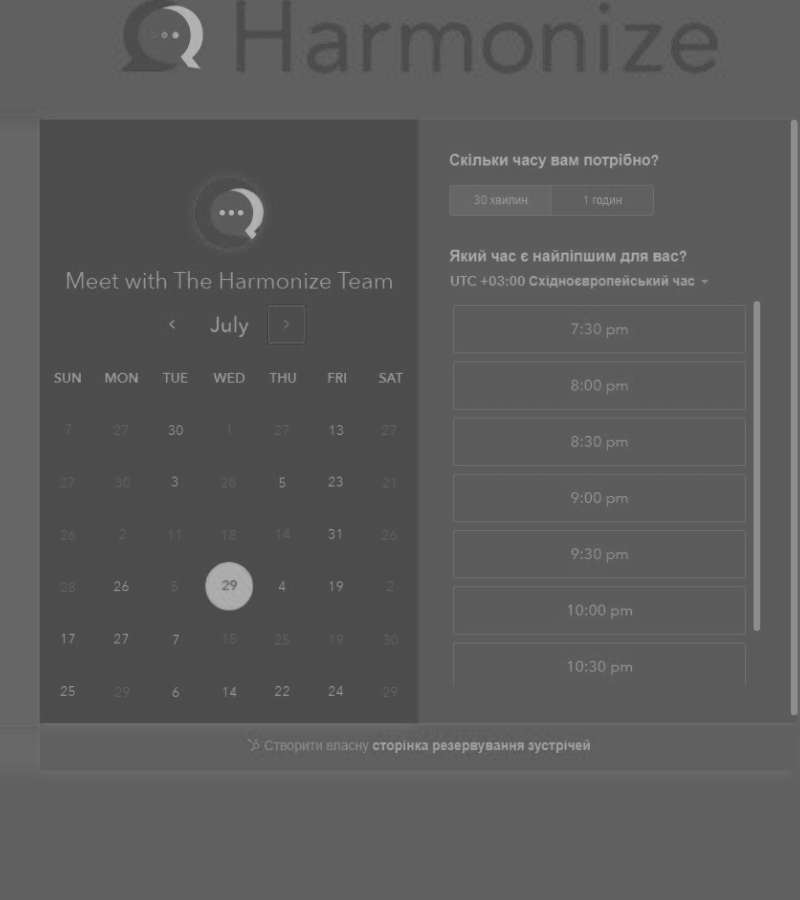 Harmonize
Meet with The Harmonize Team
July
SUN MON TUE WED THU FRI SAT
7 27 30 1 27 13 27
27 30 3 28 5 23 21
26 2 11 18 14 31 26
28 26 5 29 4 19 2
17 27 7 15 25 19 30
25 29 6 14 22 24 29
Скільки часу вам потрібно?
30 хвилин 1 годин
Який час є найліпшим для вас?
UTC +03:00 Східноєвропейський час
7:30 pm
8:00 pm
8:30 pm
9:00 pm
9:30 pm
10:00 pm
10:30 pm
Створити власну сторінка резервування зустрічей